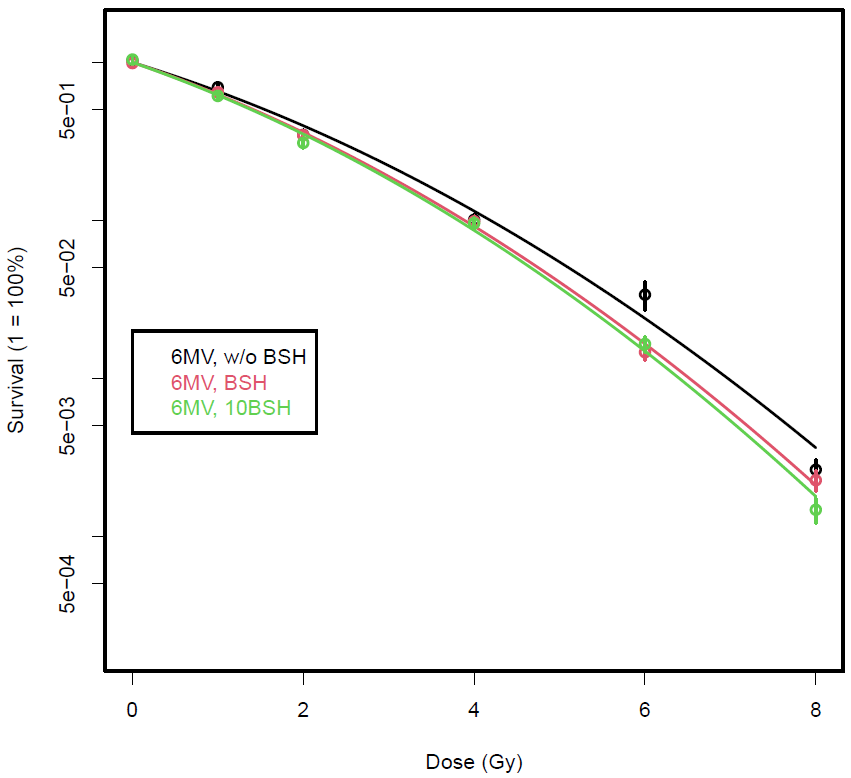 Survival (1 = 100%)
5e−01
5e−02
5e−03
5e−04
6MV, w/o BSH
6MV, BSH
6MV, 10BSH
0 2 4 6 8
Dose (Gy)